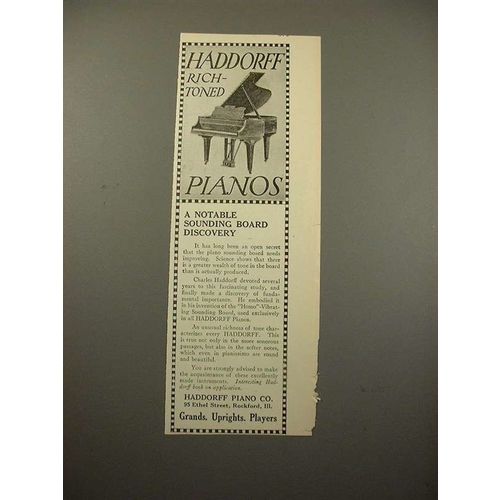 HADDORFF
RICH-
TONED
PIANOS
A NOTABLE
SOUNDING BOARD
DISCOVERY
It has long been an open secret
that the piano sounding board needs
improving. Science shows that there
is a greater wealth of tone in the board
than is actually produced.
Charles Haddorff devoted several
years to this fascinating study, and
finally made a discovery of funda-
mental importance. He embodied it
in his invention of the "Homo"-Vibrat-
ing Sounding Board, used exclusively
in all HADDORFF Pianos.
An unusual richness of tone char-
acterizes every HADDORFF. This
is true not only in the more sonorous
passages, but also in the softer notes,
which even in pianissimo are round
and beautiful.
You are strongly advised to make
the acquaintance of these excellently
made instruments. Interesting Had-
dorff book on application.
HADDORFF PIANO CO.
95 Ethel Street, Rockford, Ill.
Grands. Uprights. Players